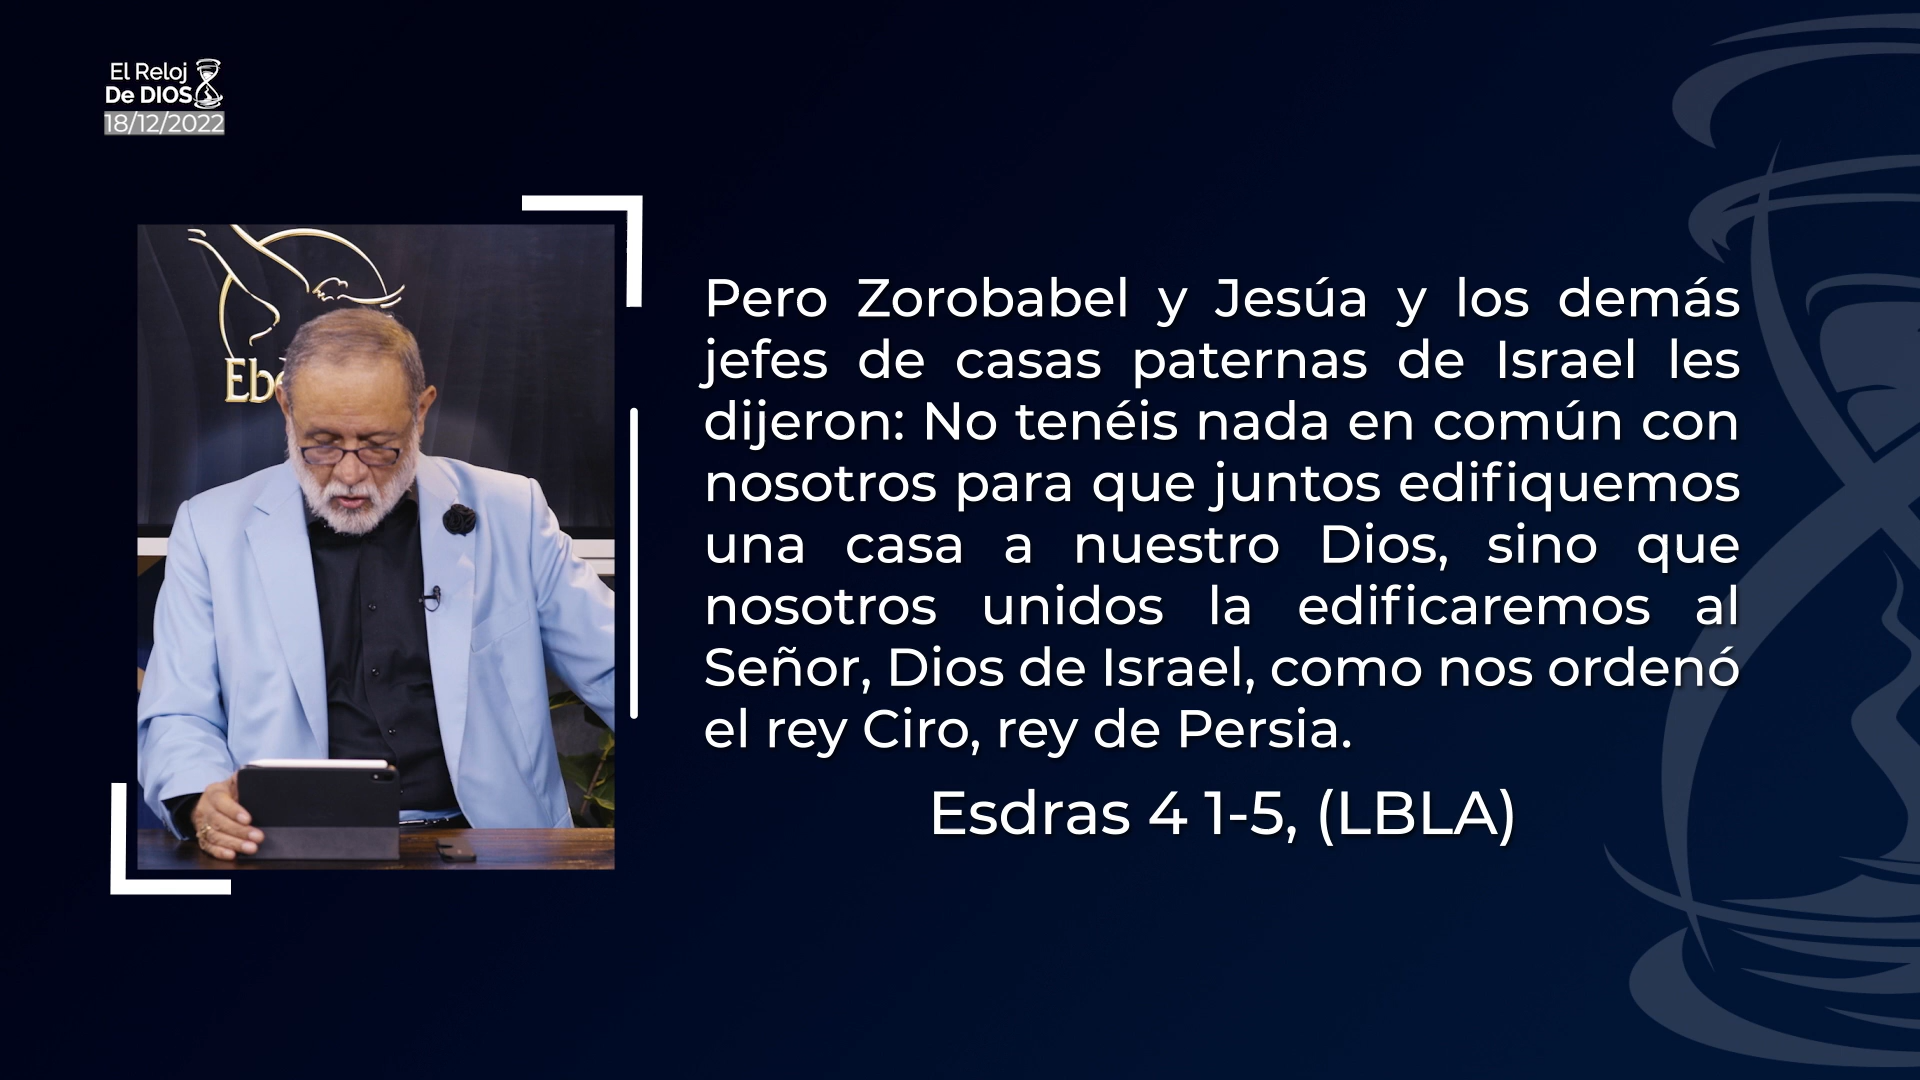 El Reloj
De DIOS
18/12/2022
Pero Zorobabel y Jesúa y los demás
jefes de casas paternas de Israel les
dijeron: No tenéis nada en común con
nosotros para que juntos edifiquemos
una casa a nuestro Dios, sino que
nosotros unidos la edificaremos al
Señor, Dios de Israel, como nos ordenó
el rey Ciro, rey de Persia.
Esdras 4 1-5, (LBLA)